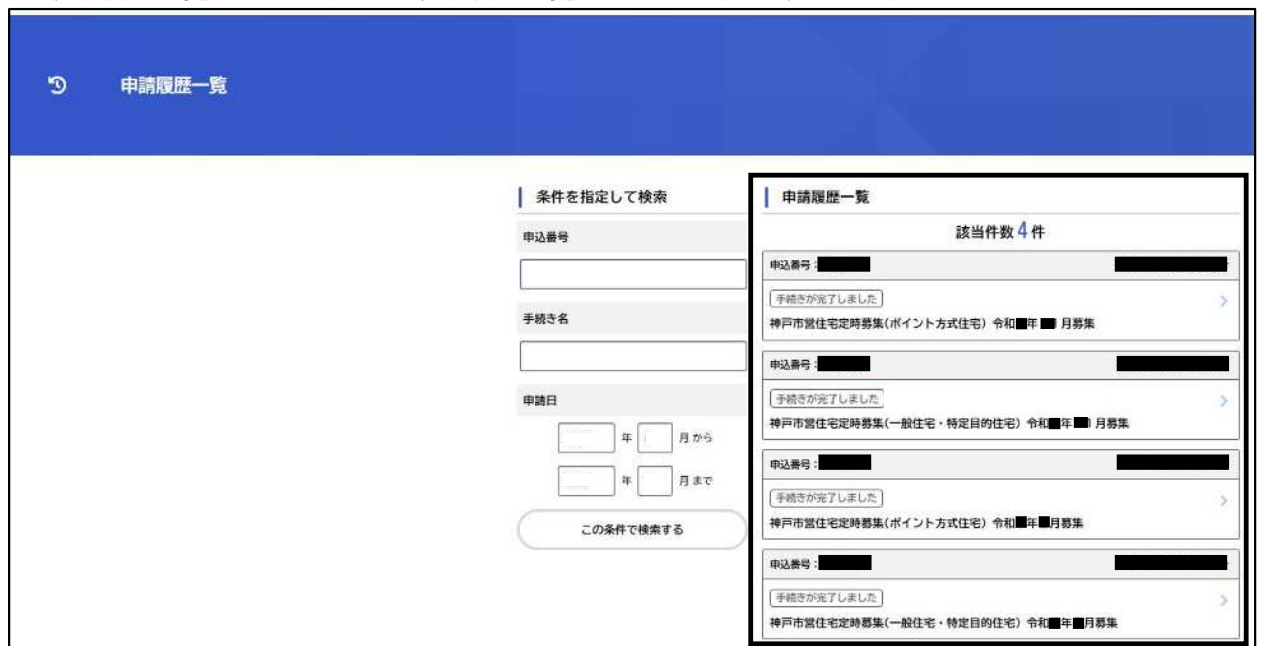 申請履歴一覧
条件を指定して検索
申込番号
手続き名
申請日
年 月から
年 月まで
この条件で検索する
申請履歴一覧
該当件数4件
申込番号:
手続きが完了しました
神戸市営住宅定時募集(ポイント方式住宅) 令和 年 月募集
申込番号:
手続きが完了しました
神戸市営住宅定時募集(一般住宅・特定目的住宅) 令和 年 月募集
申込番号:
手続きが完了しました
神戸市営住宅定時募集(ポイント方式住宅) 令和 年 月募集
申込番号:
手続きが完了しました
神戸市営住宅定時募集(一般住宅・特定目的住宅) 令和 年 月募集